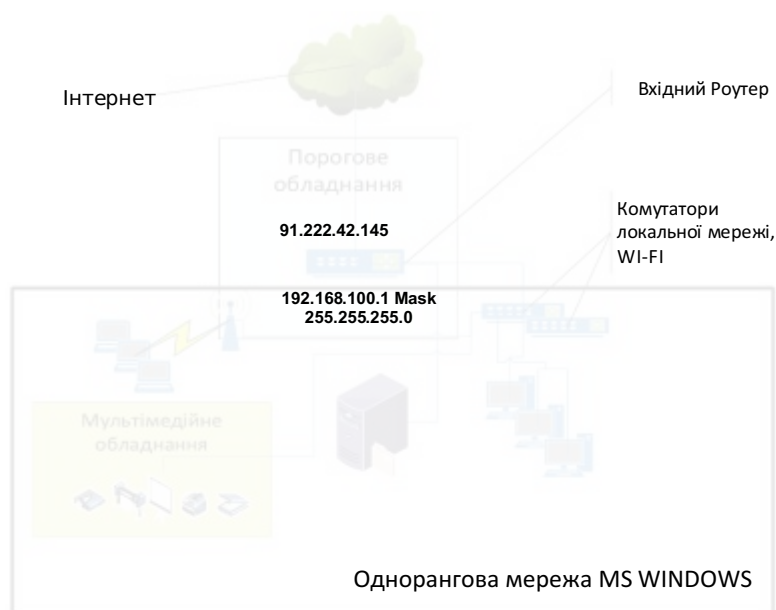 Інтернет
Вхідний Роутер
Порогове
обладнання
91.222.42.145
Комутатори
локальної мережі,
WI-FI
192.168.100.1 Mask
255.255.255.0
Мультімедійне
обладнання
Однорангова мережа MS WINDOWS